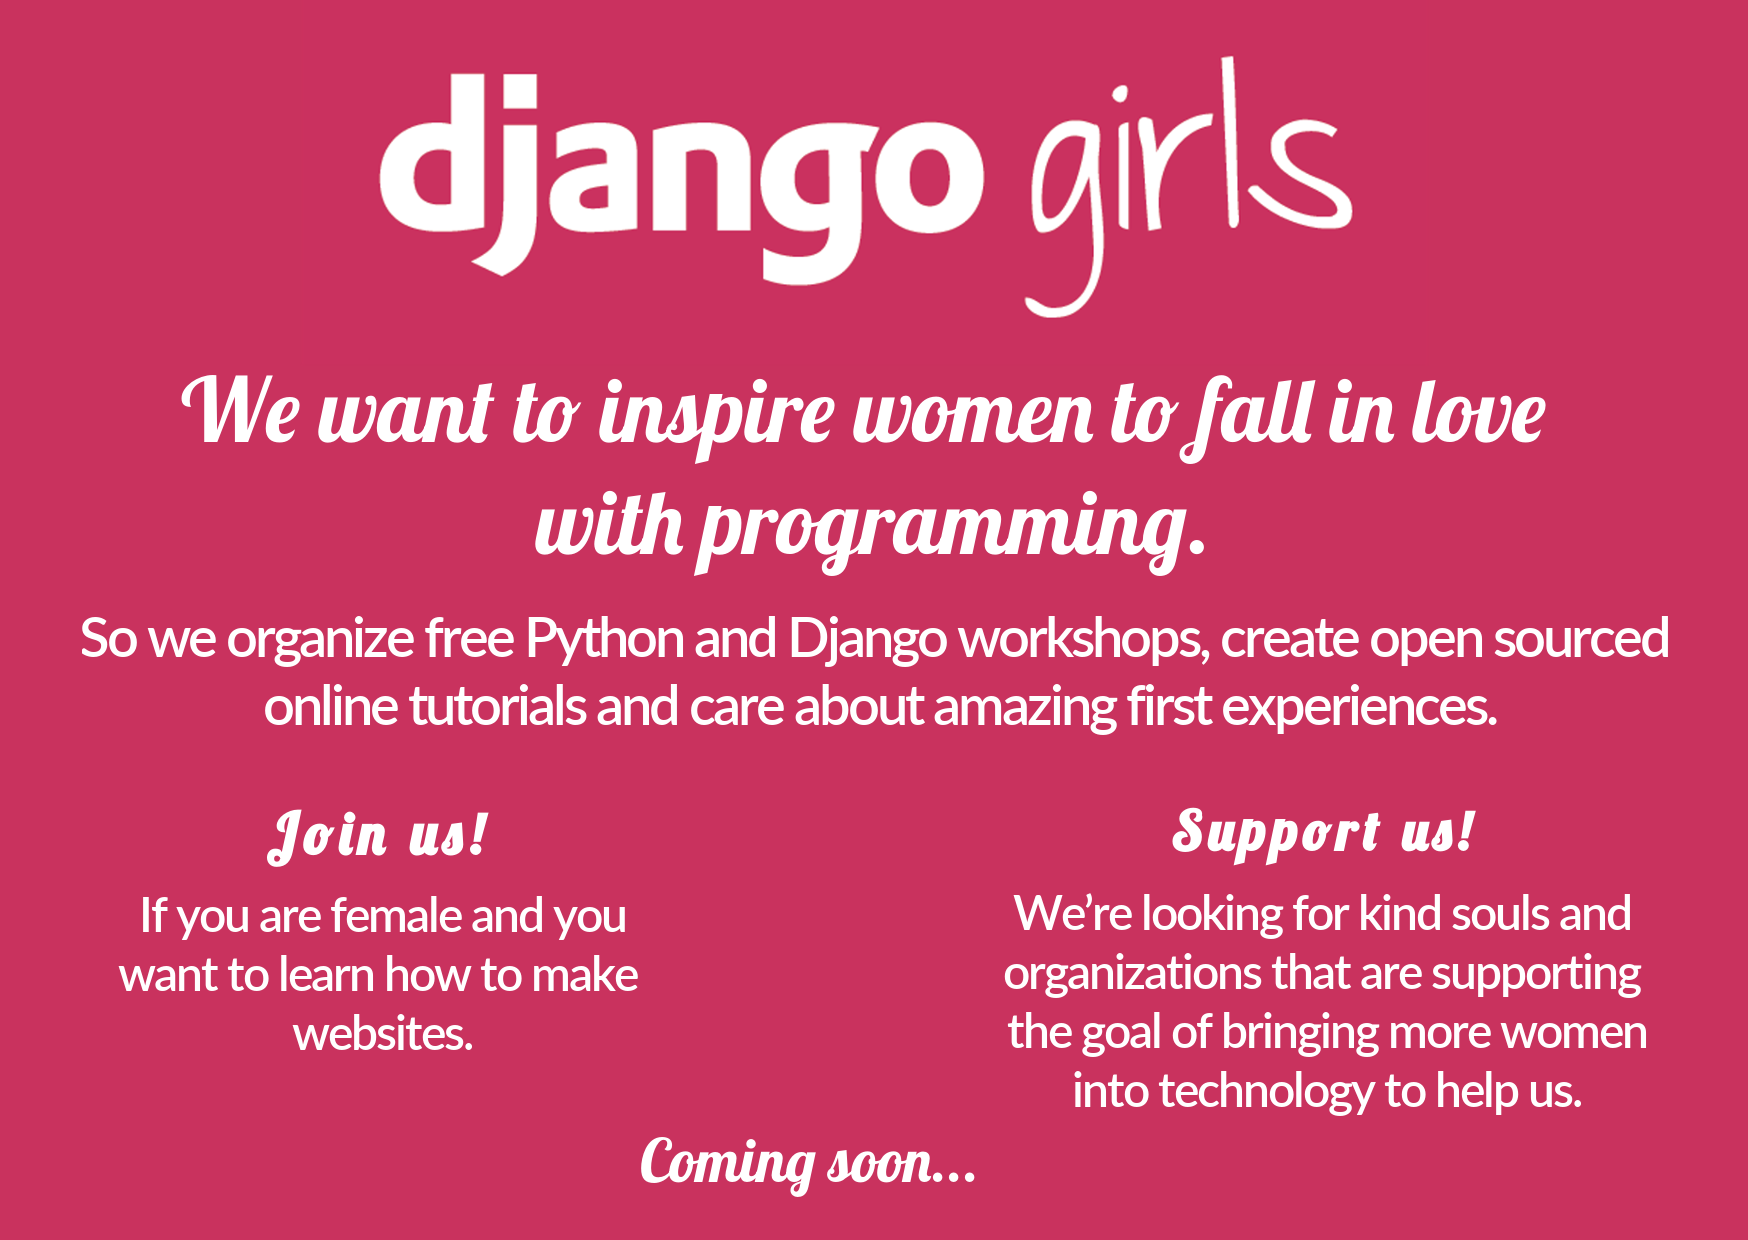 django girls
We want to inspire women to fall in love
with programming.
So we organize free Python and Django workshops, create open sourced
online tutorials and care about amazing first experiences.
Join us!
If you are female and you
want to learn how to make
websites.
Support us!
We’re looking for kind souls and
organizations that are supporting
the goal of bringing more women
into technology to help us.
Coming soon...